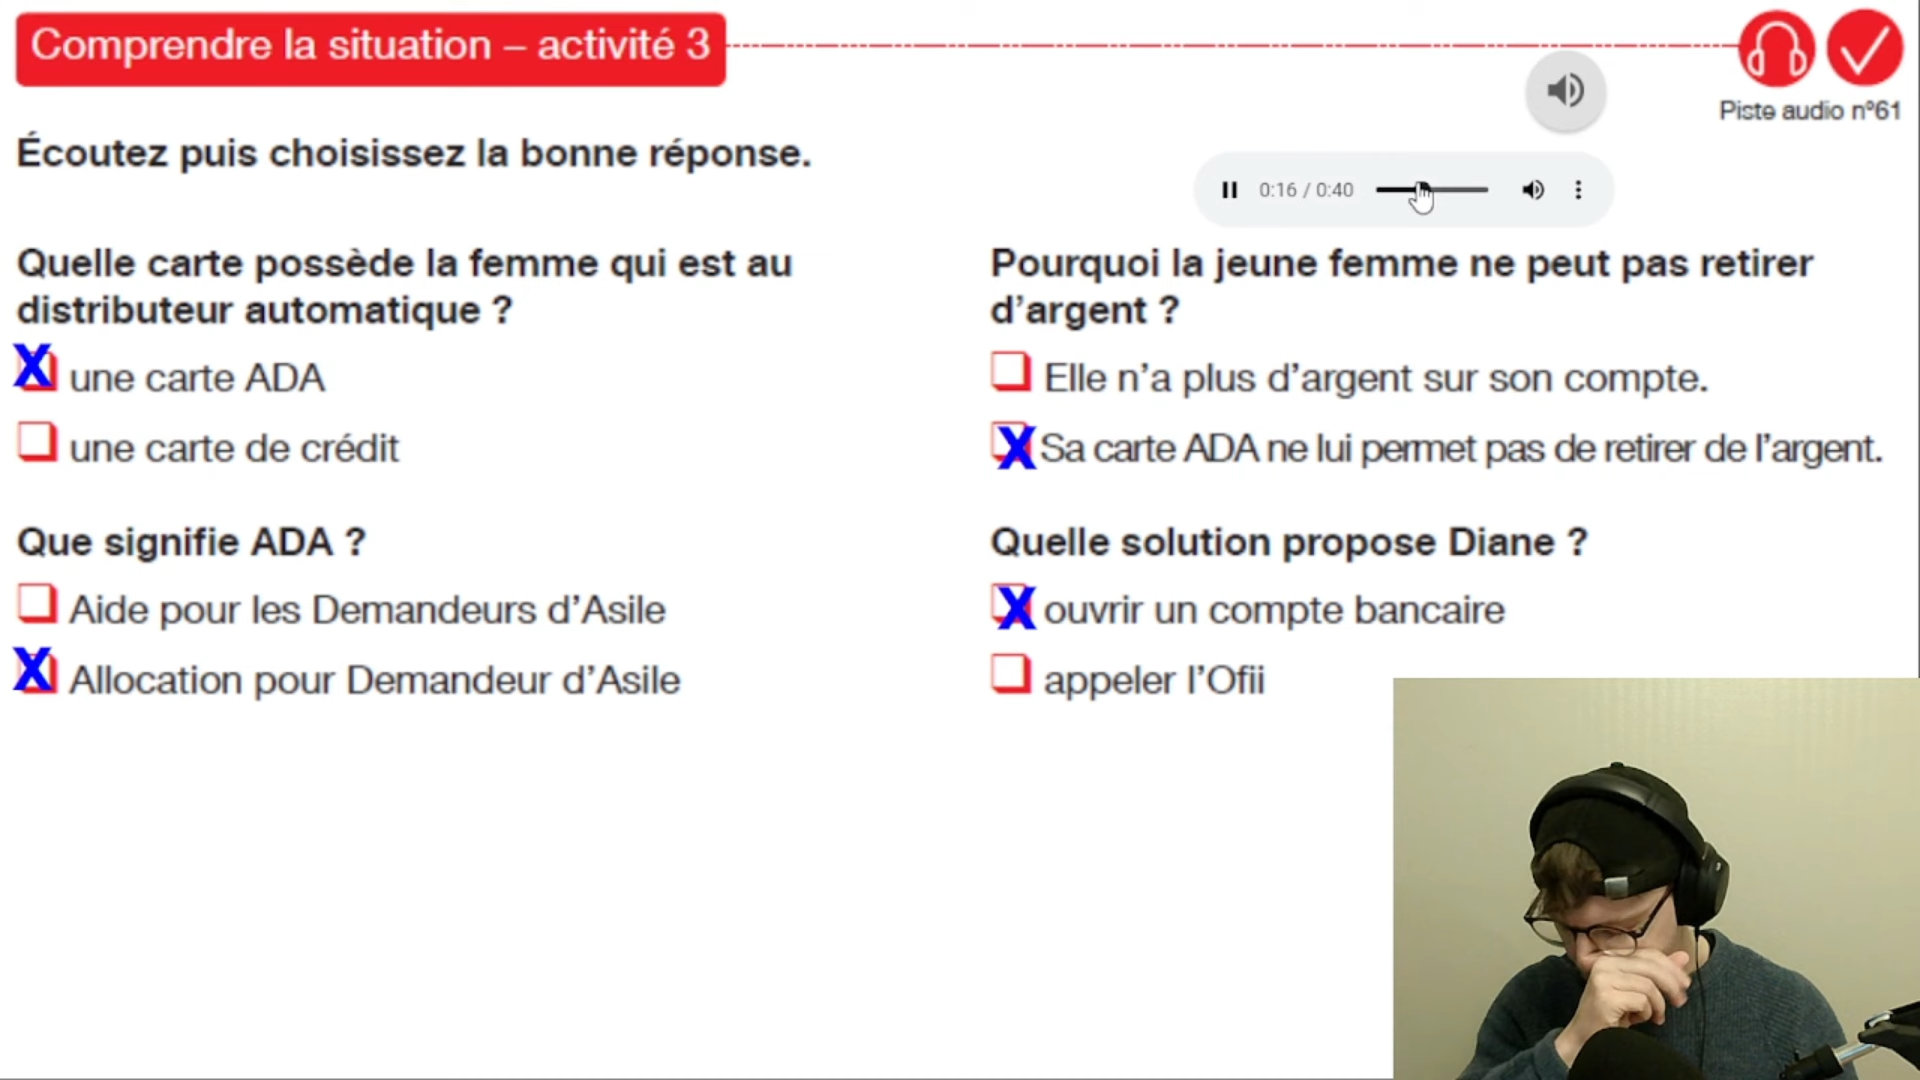 Comprendre la situation – activité 3
Piste audio nº61
Écoutez puis choisissez la bonne réponse.
0:16 / 0:40
Quelle carte possède la femme qui est au
distributeur automatique ?
X une carte ADA
une carte de crédit
Que signifie ADA ?
Aide pour les Demandeurs d’Asile
X Allocation pour Demandeur d’Asile
Pourquoi la jeune femme ne peut pas retirer
d’argent ?
Elle n’a plus d’argent sur son compte.
X Sa carte ADA ne lui permet pas de retirer de l’argent.
Quelle solution propose Diane ?
X ouvrir un compte bancaire
appeler l’Ofii